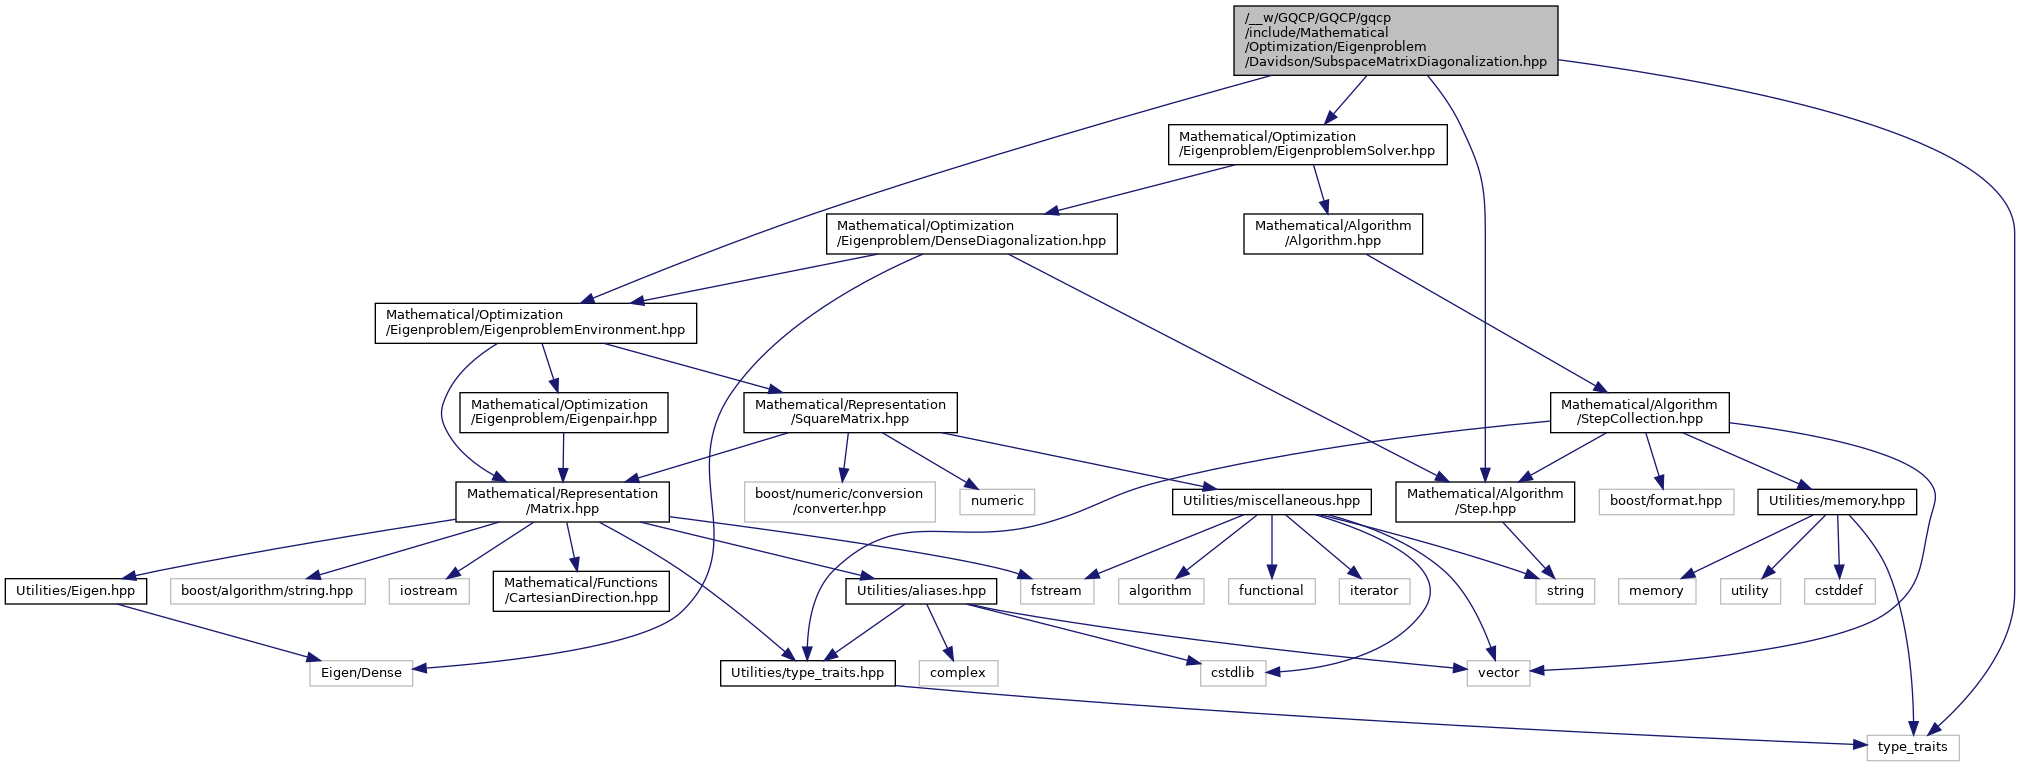 /__w/GQCP/GQCP/gqcp
/include/Mathematical
/Optimization/Eigenproblem
/Davidson/SubspaceMatrixDiagonalization.hpp
Mathematical/Optimization
/Eigenproblem/EigenproblemSolver.hpp
Mathematical/Optimization
/Eigenproblem/DenseDiagonalization.hpp
Mathematical/Algorithm
/Algorithm.hpp
Mathematical/Optimization
/Eigenproblem/EigenproblemEnvironment.hpp
Mathematical/Optimization
/Eigenproblem/Eigenpair.hpp
Mathematical/Representation
/SquareMatrix.hpp
Mathematical/Algorithm
/StepCollection.hpp
Mathematical/Representation
/Matrix.hpp
boost/numeric/conversion
/converter.hpp
numeric
Utilities/miscellaneous.hpp
Mathematical/Algorithm
/Step.hpp
boost/format.hpp
Utilities/memory.hpp
Utilities/Eigen.hpp
boost/algorithm/string.hpp
iostream
Mathematical/Functions
/CartesianDirection.hpp
Utilities/aliases.hpp
fstream
algorithm
functional
iterator
string
memory
utility
cstddef
Eigen/Dense
Utilities/type_traits.hpp
complex
cstdlib
vector
type_traits